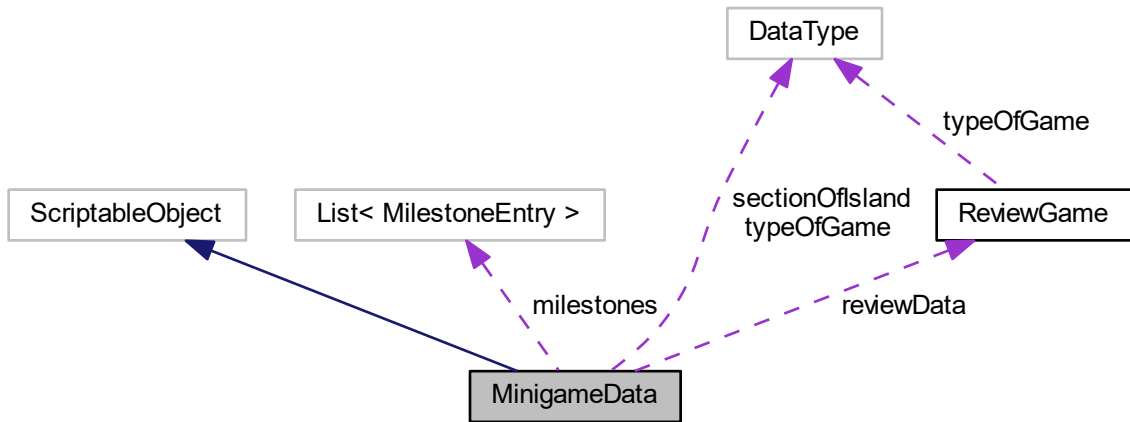 DataType
typeOfGame
ScriptableObject
List< MilestoneEntry >
sectionOfIsland
typeOfGame
ReviewGame
milestones
reviewData
MinigameData